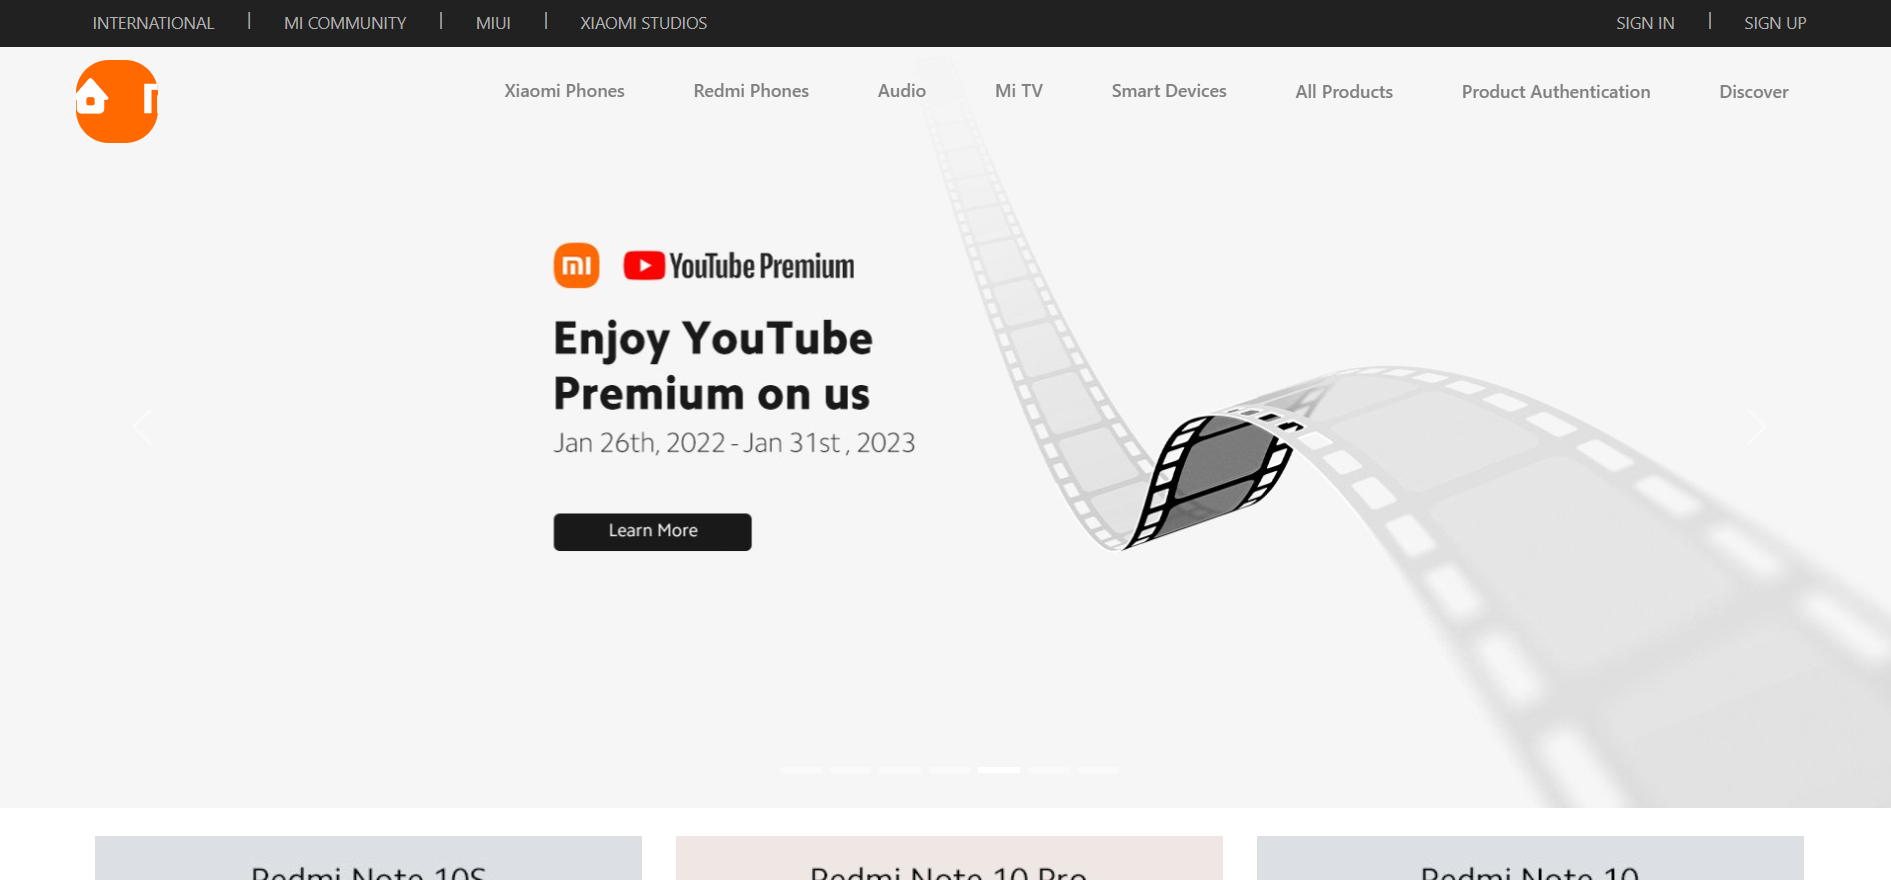 INTERNATIONAL | MI COMMUNITY | MIUI | XIAOMI STUDIOS SIGN IN | SIGN UP
Xiaomi Phones Redmi Phones Audio Mi TV Smart Devices All Products Product Authentication Discover
mi YouTube Premium
Enjoy YouTube
Premium on us
Jan 26th, 2022 - Jan 31st , 2023
Learn More
Redmi Note 10S Redmi Note 10 Pro Redmi Note 10